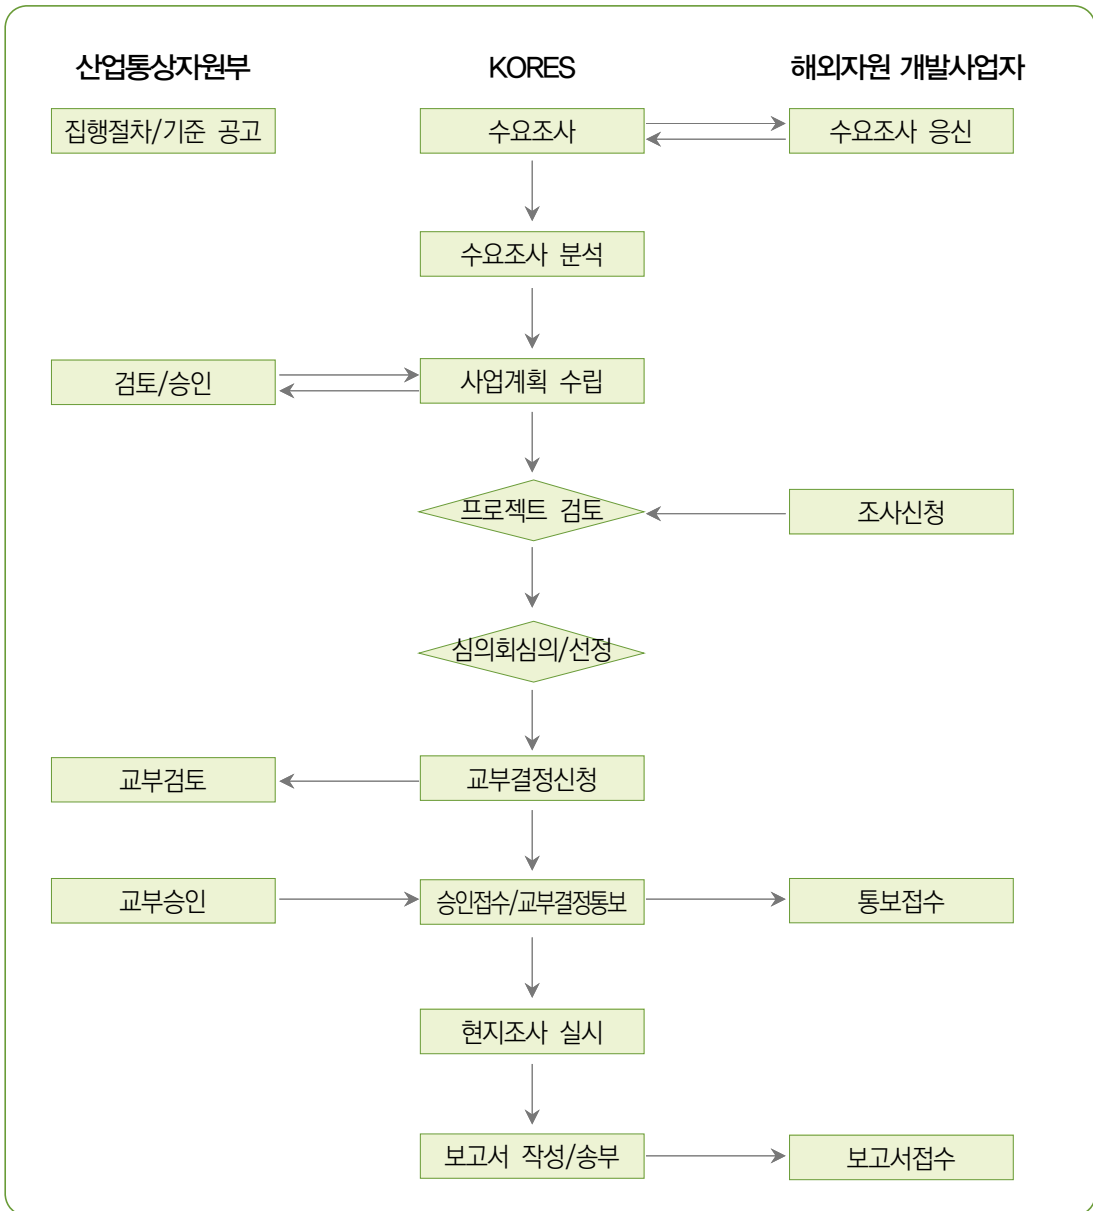 산업통상자원부
KORES
해외자원 개발사업자
집행절차/기준 공고
수요조사
수요조사 응신
수요조사 분석
검토/승인
사업계획 수립
프로젝트 검토
조사신청
심의회심의/선정
교부검토
교부결정신청
교부승인
승인접수/교부결정통보
통보접수
현지조사 실시
보고서 작성/송부
보고서접수